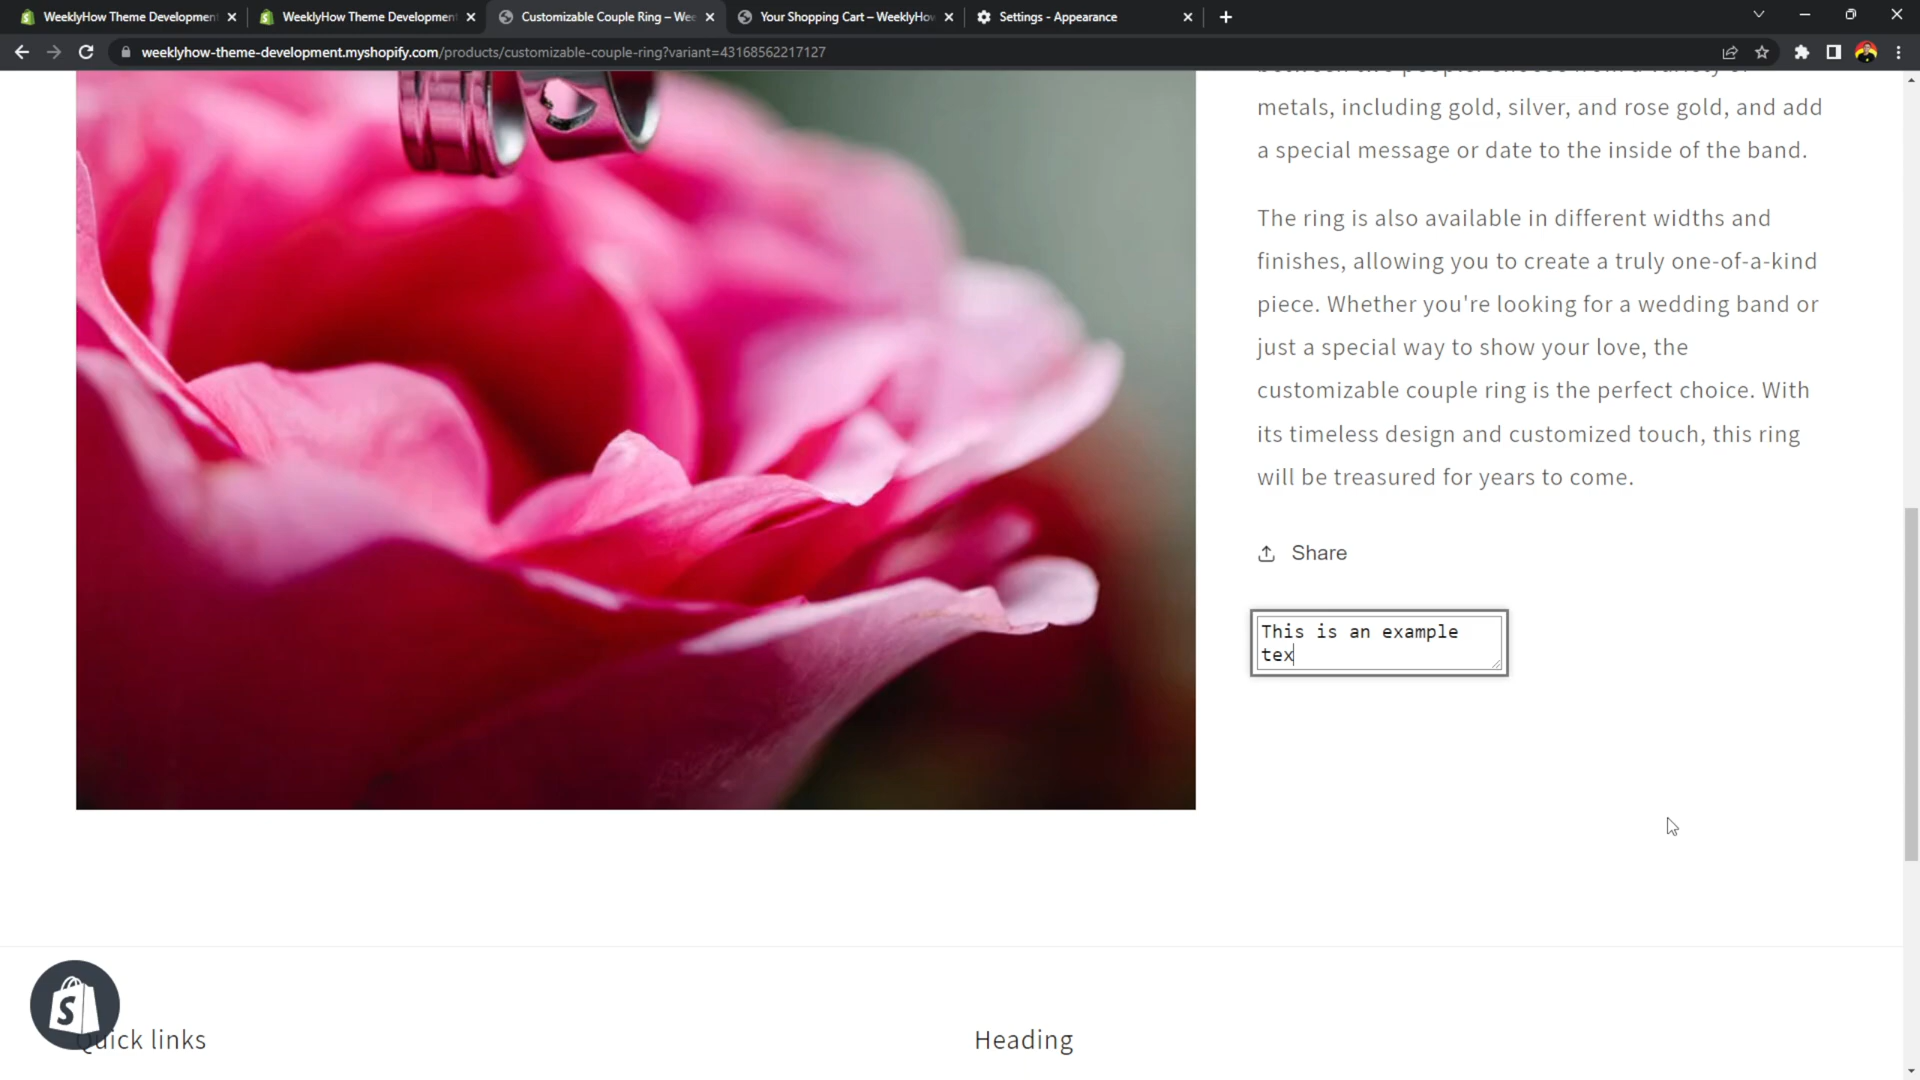 WeeklyHow Theme Development
WeeklyHow Theme Development
Customizable Couple Ring – Wee
Your Shopping Cart – WeeklyHow
Settings - Appearance
weeklyhow-theme-development.myshopify.com/products/customizable-couple-ring?variant=43168562217127
metals, including gold, silver, and rose gold, and add
a special message or date to the inside of the band.
The ring is also available in different widths and
finishes, allowing you to create a truly one-of-a-kind
piece. Whether you're looking for a wedding band or
just a special way to show your love, the
customizable couple ring is the perfect choice. With
its timeless design and customized touch, this ring
will be treasured for years to come.
Share
This is an example
tex
Quick links
Heading